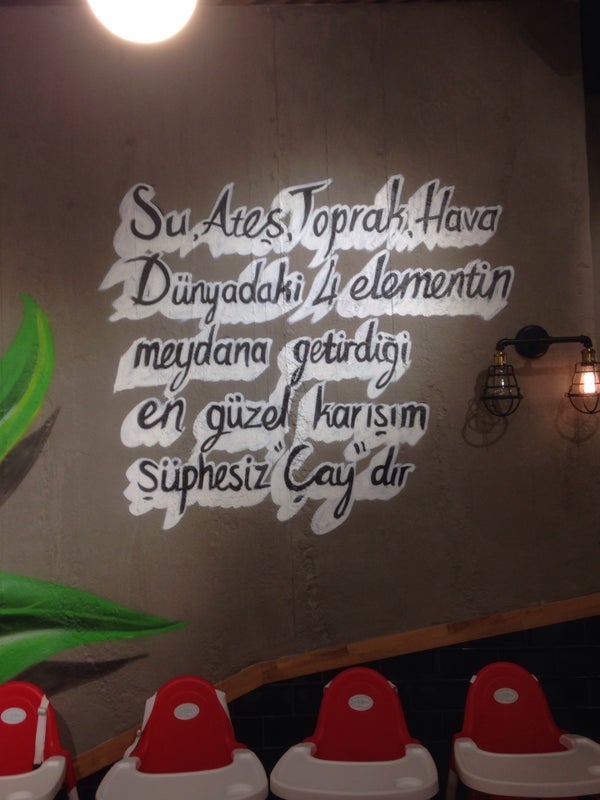 Su, Ateş, Toprak, Hava
Dünyadaki 4 elementin
meydana getirdiği
en güzel karışım
şüphesiz "Çay" dır